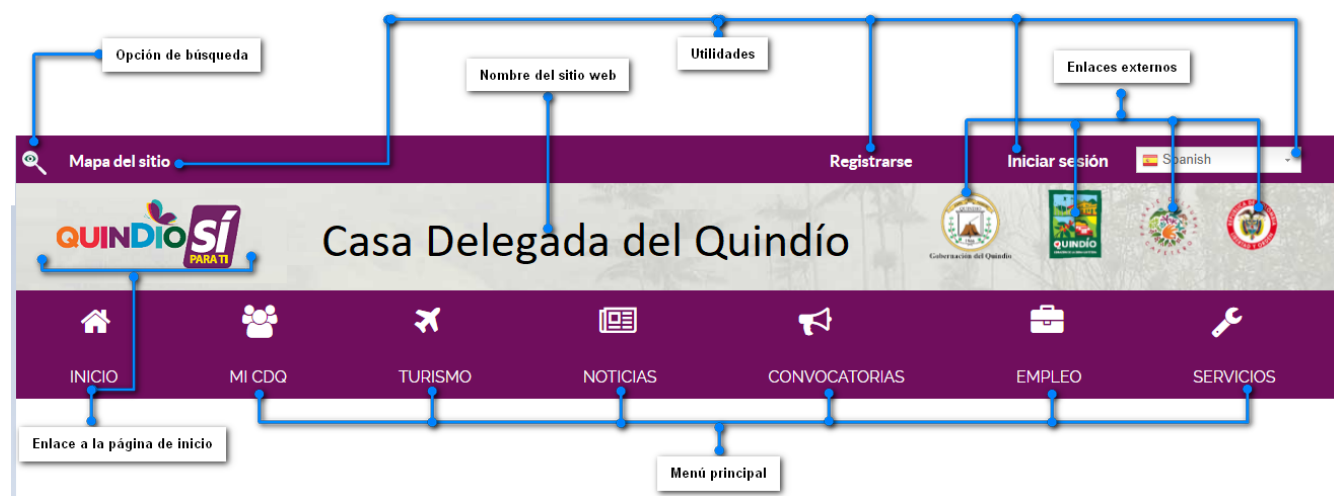 Opción de búsqueda
Utilidades
Nombre del sitio web
Enlaces externos
Mapa del sitio
Registrarse
Iniciar sesión
Spanish
QUINDÍO SÍ
PARA TI
Casa Delegada del Quindío
Gobernación del Quindío
QUINDÍO
INICIO
MI CDQ
TURISMO
NOTICIAS
CONVOCATORIAS
EMPLEO
SERVICIOS
Enlace a la página de inicio
Menú principal